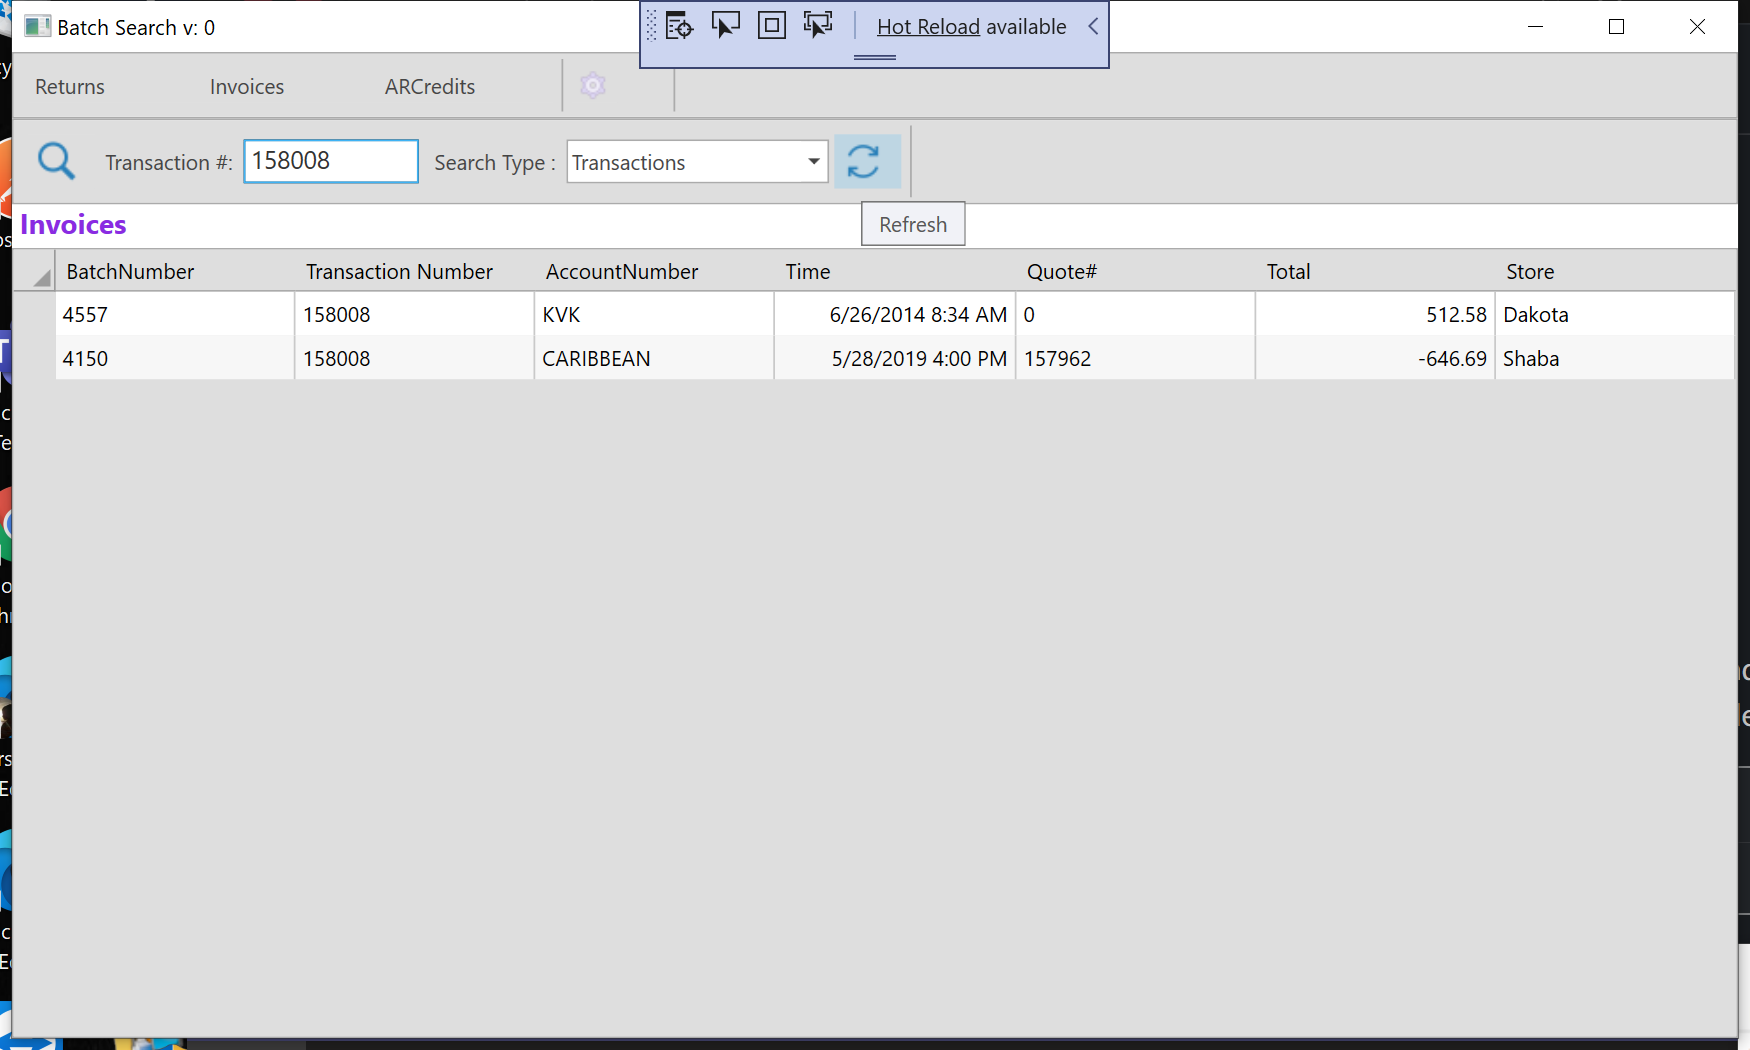 Batch Search v: 0
Hot Reload available
Returns Invoices ARCredits
Transaction #: 158008 Search Type : Transactions
Invoices
Refresh
BatchNumber Transaction Number AccountNumber Time Quote# Total Store
4557 158008 KVK 6/26/2014 8:34 AM 0 512.58 Dakota
4150 158008 CARIBBEAN 5/28/2019 4:00 PM 157962 -646.69 Shaba